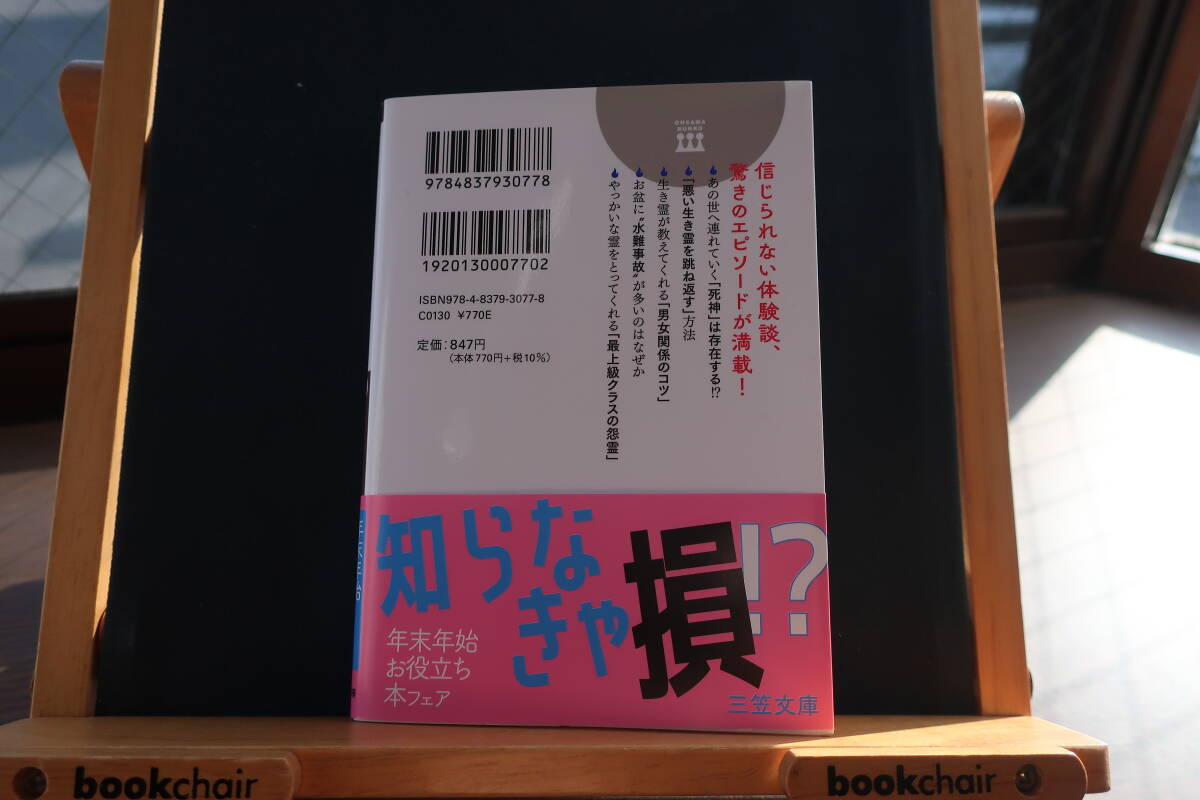 OHSAMA
BUNKO
信じられない体験談、
驚きのエピソードが満載！
あの世へ連れていく「死神」は存在する!?
「悪い生き霊を跳ね返す」方法
生き霊が教えてくれる「男女関係のコツ」
お盆に〝水難事故〟が多いのはなぜか
やっかいな霊をとってくれる「最上級クラスの怨霊」
9784837930778
1920130007702
ISBN978-4-8379-3077-8
C0130 ¥770E
定価：847円
（本体770円＋税10%）
知らなきゃ損!?
年末年始
お役立ち
本フェア
三笠文庫
bookchair
bookchair